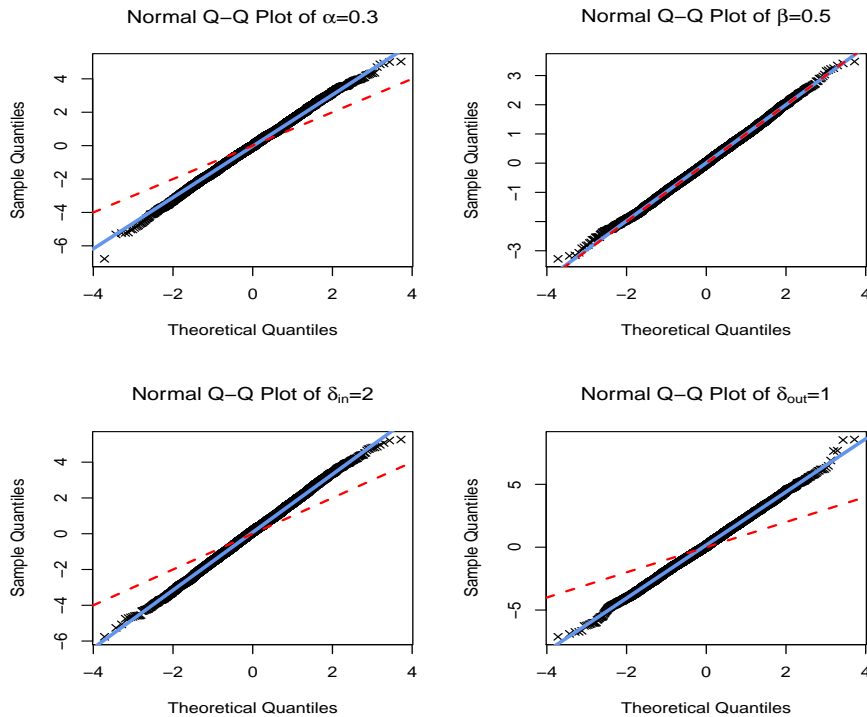 Normal Q−Q Plot of α=0.3
Sample Quantiles
4
2
0
−2
−4
−6
−4 −2 0 2 4
Theoretical Quantiles
Normal Q−Q Plot of β=0.5
Sample Quantiles
3
2
1
0
−1
−3
−4 −2 0 2 4
Theoretical Quantiles
Normal Q−Q Plot of δin=2
Sample Quantiles
4
2
0
−2
−4
−6
−4 −2 0 2 4
Theoretical Quantiles
Normal Q−Q Plot of δout=1
Sample Quantiles
5
0
−5
−4 −2 0 2 4
Theoretical Quantiles